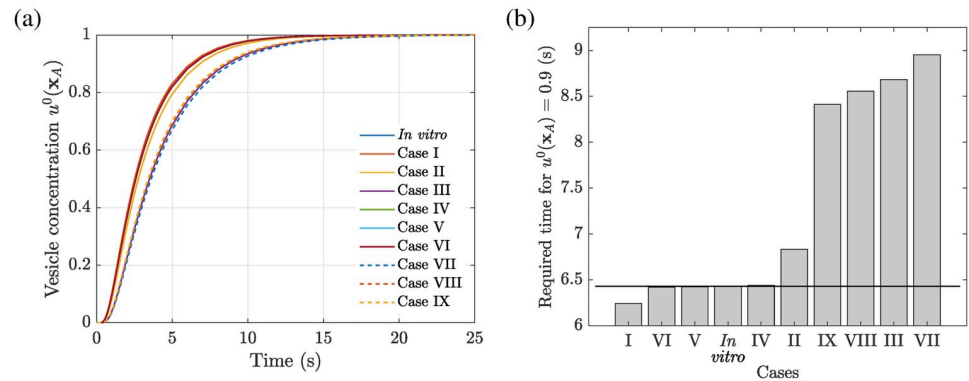 (a)
Vesicle concentration u⁰(x_A)
1
0.8
0.6
0.4
0.2
0
0
5
10
15
20
25
Time (s)
In vitro
Case I
Case II
Case III
Case IV
Case V
Case VI
Case VII
Case VIII
Case IX
(b)
Required time for u⁰(x_A) = 0.9 (s)
9
8.5
8
7.5
7
6.5
6
I
VI
V
In
vitro
IV
II
IX
VIII
III
VII
Cases